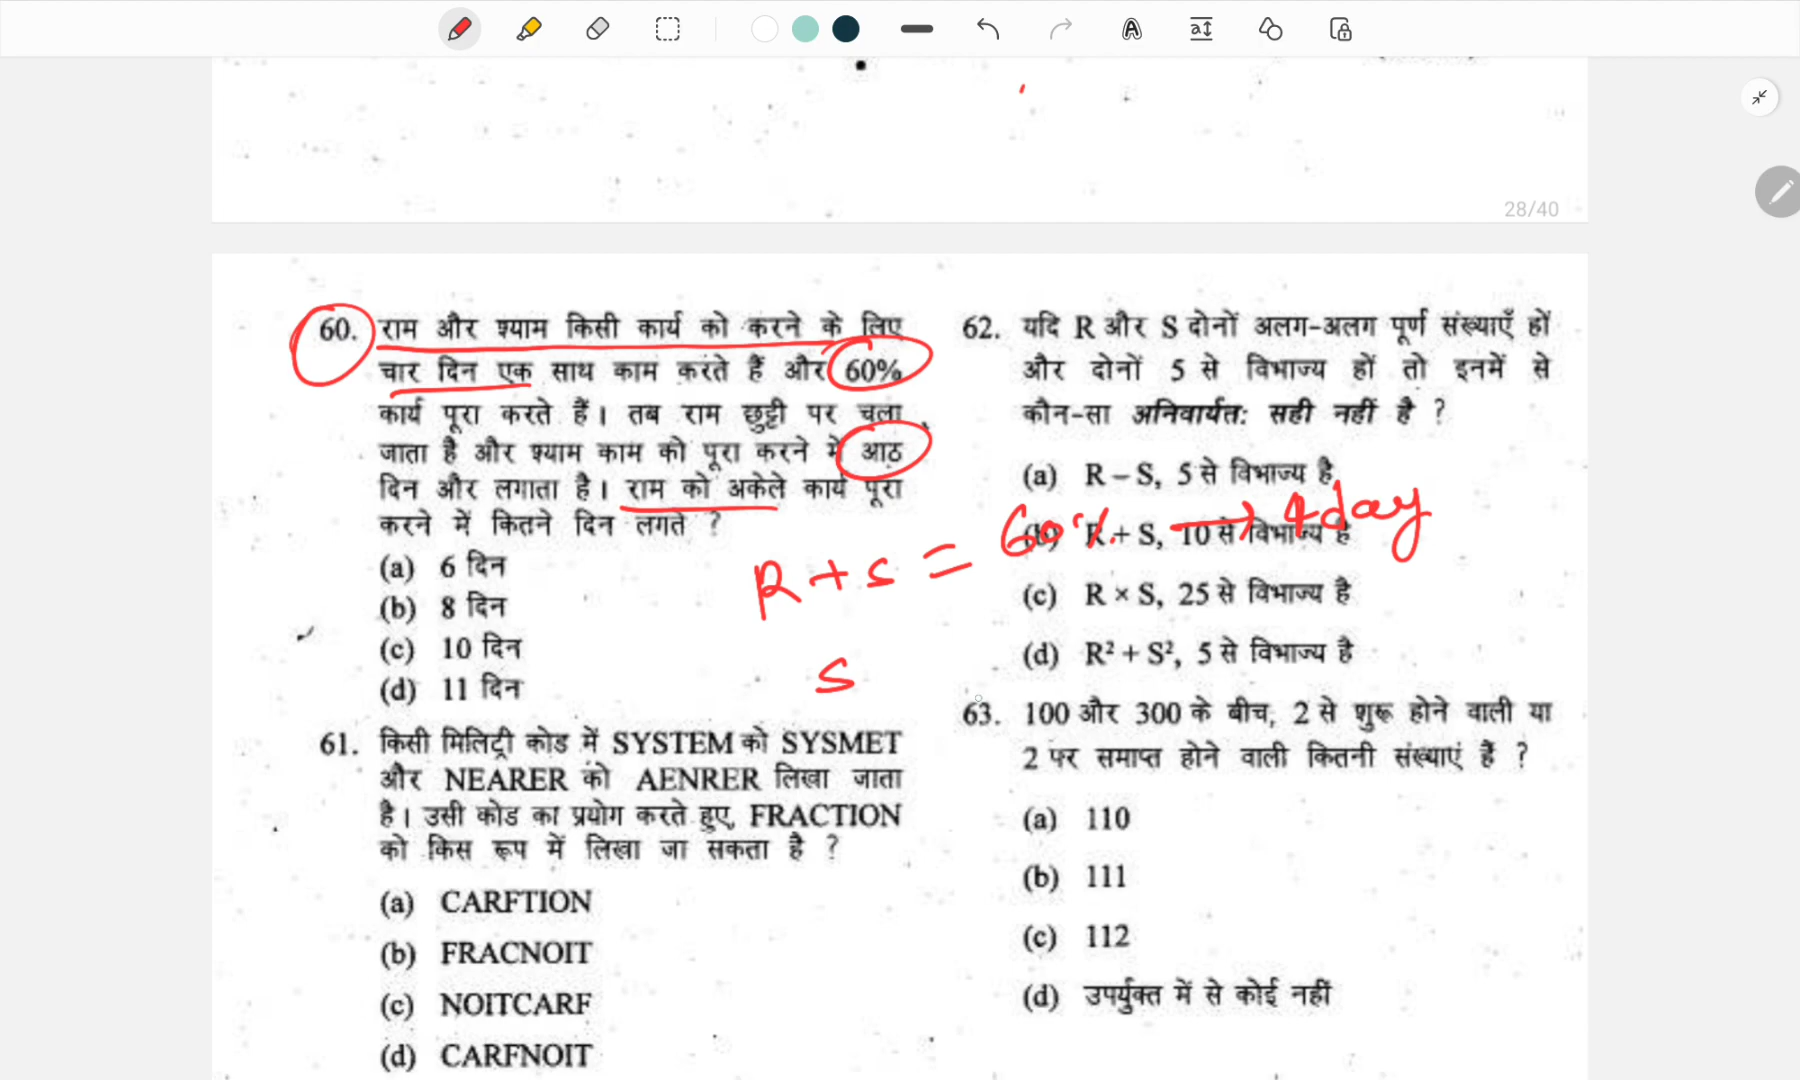 28/40
60. राम और श्याम किसी कार्य को करने के लिए
चार दिन एक साथ काम करते हैं और 60%
कार्य पूरा करते हैं। तब राम छुट्टी पर चला
जाता है और श्याम काम को पूरा करने में आठ
दिन और लगाता है। राम को अकेले कार्य पूरा
करने में कितने दिन लगते ?
(a) 6 दिन
(b) 8 दिन
(c) 10 दिन
(d) 11 दिन
61. किसी मिलिट्री कोड में SYSTEM को SYSMET
और NEARER को AENRER लिखा जाता
है। उसी कोड का प्रयोग करते हुए, FRACTION
को किस रूप में लिखा जा सकता है ?
(a) CARFTION
(b) FRACNOIT
(c) NOITCARF
(d) CARFNOIT
R + S = 60% → 4 day
S
62. यदि R और S दोनों अलग-अलग पूर्ण संख्याएँ हों
और दोनों 5 से विभाज्य हों तो इनमें से
कौन-सा अनिवार्यत: सही नहीं है ?
(a) R – S, 5 से विभाज्य है
(b) R + S, 10 से विभाज्य है
(c) R × S, 25 से विभाज्य है
(d) R² + S², 5 से विभाज्य है
63. 100 और 300 के बीच, 2 से शुरू होने वाली या
2 पर समाप्त होने वाली कितनी संख्याएं हैं ?
(a) 110
(b) 111
(c) 112
(d) उपर्युक्त में से कोई नहीं